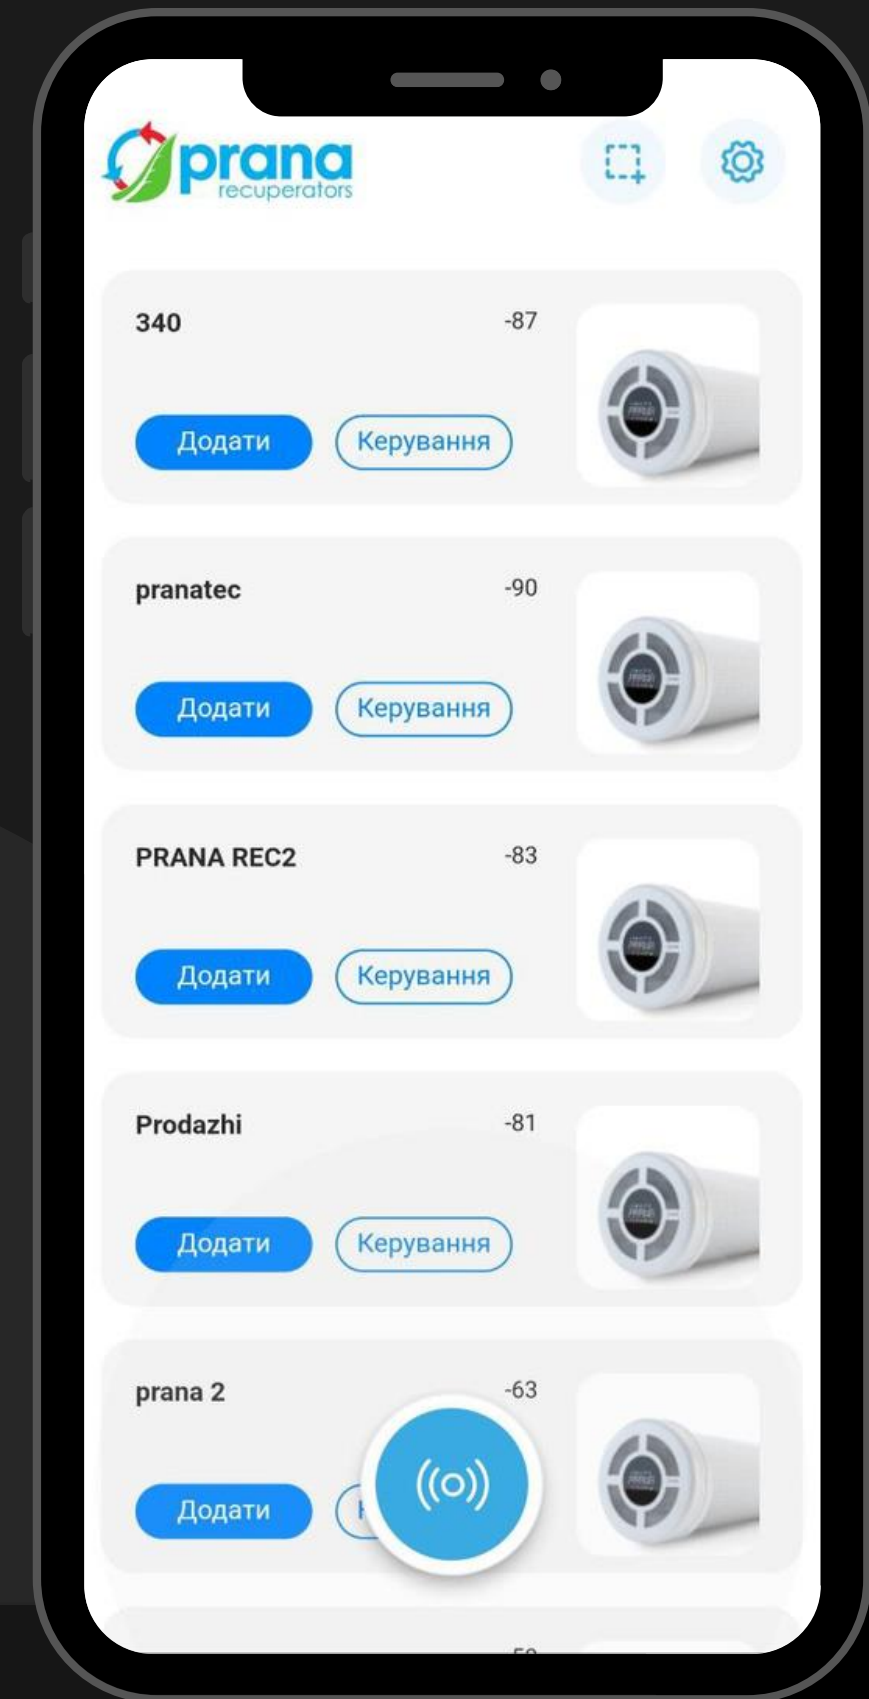 prana
recuperators
340
-87
Додати
Керування
pranatec
-90
Додати
Керування
PRANA REC2
-83
Додати
Керування
Prodazhi
-81
Додати
Керування
prana 2
-63
Додати